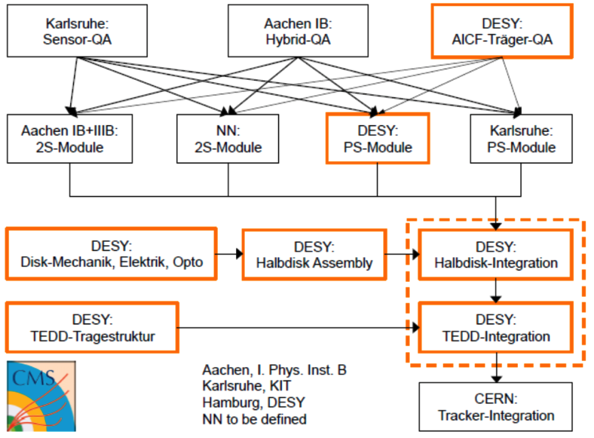 Karlsruhe:
Sensor-QA
Aachen IB:
Hybrid-QA
DESY:
AICF-Träger-QA
Aachen IB+IIIB:
2S-Module
NN:
2S-Module
DESY:
PS-Module
Karlsruhe:
PS-Module
DESY:
Disk-Mechanik, Elektrik, Opto
DESY:
Halbdisk Assembly
DESY:
Halbdisk-Integration
DESY:
TEDD-Tragestruktur
DESY:
TEDD-Integration
CMS
Aachen, I. Phys. Inst. B
Karlsruhe, KIT
Hamburg, DESY
NN to be defined
CERN:
Tracker-Integration